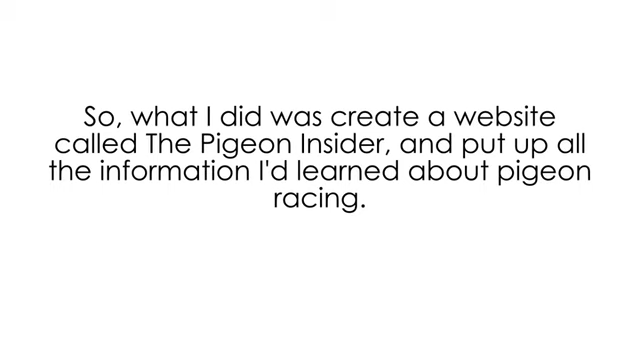 So, what I did was create a website
called The Pigeon Insider, and put up all
the information I'd learned about pigeon
racing.